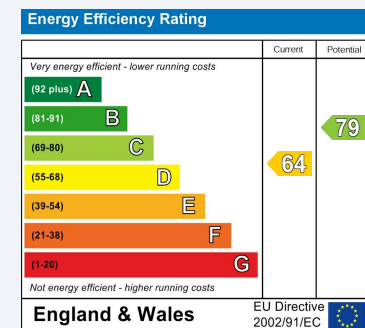 Energy Efficiency Rating
Current Potential
Very energy efficient - lower running costs
(92 plus) A
(81-91) B
(69-80) C
(55-68) D
(39-54) E
(21-38) F
(1-20) G
64
79
Not energy efficient - higher running costs
England & Wales
EU Directive
2002/91/EC